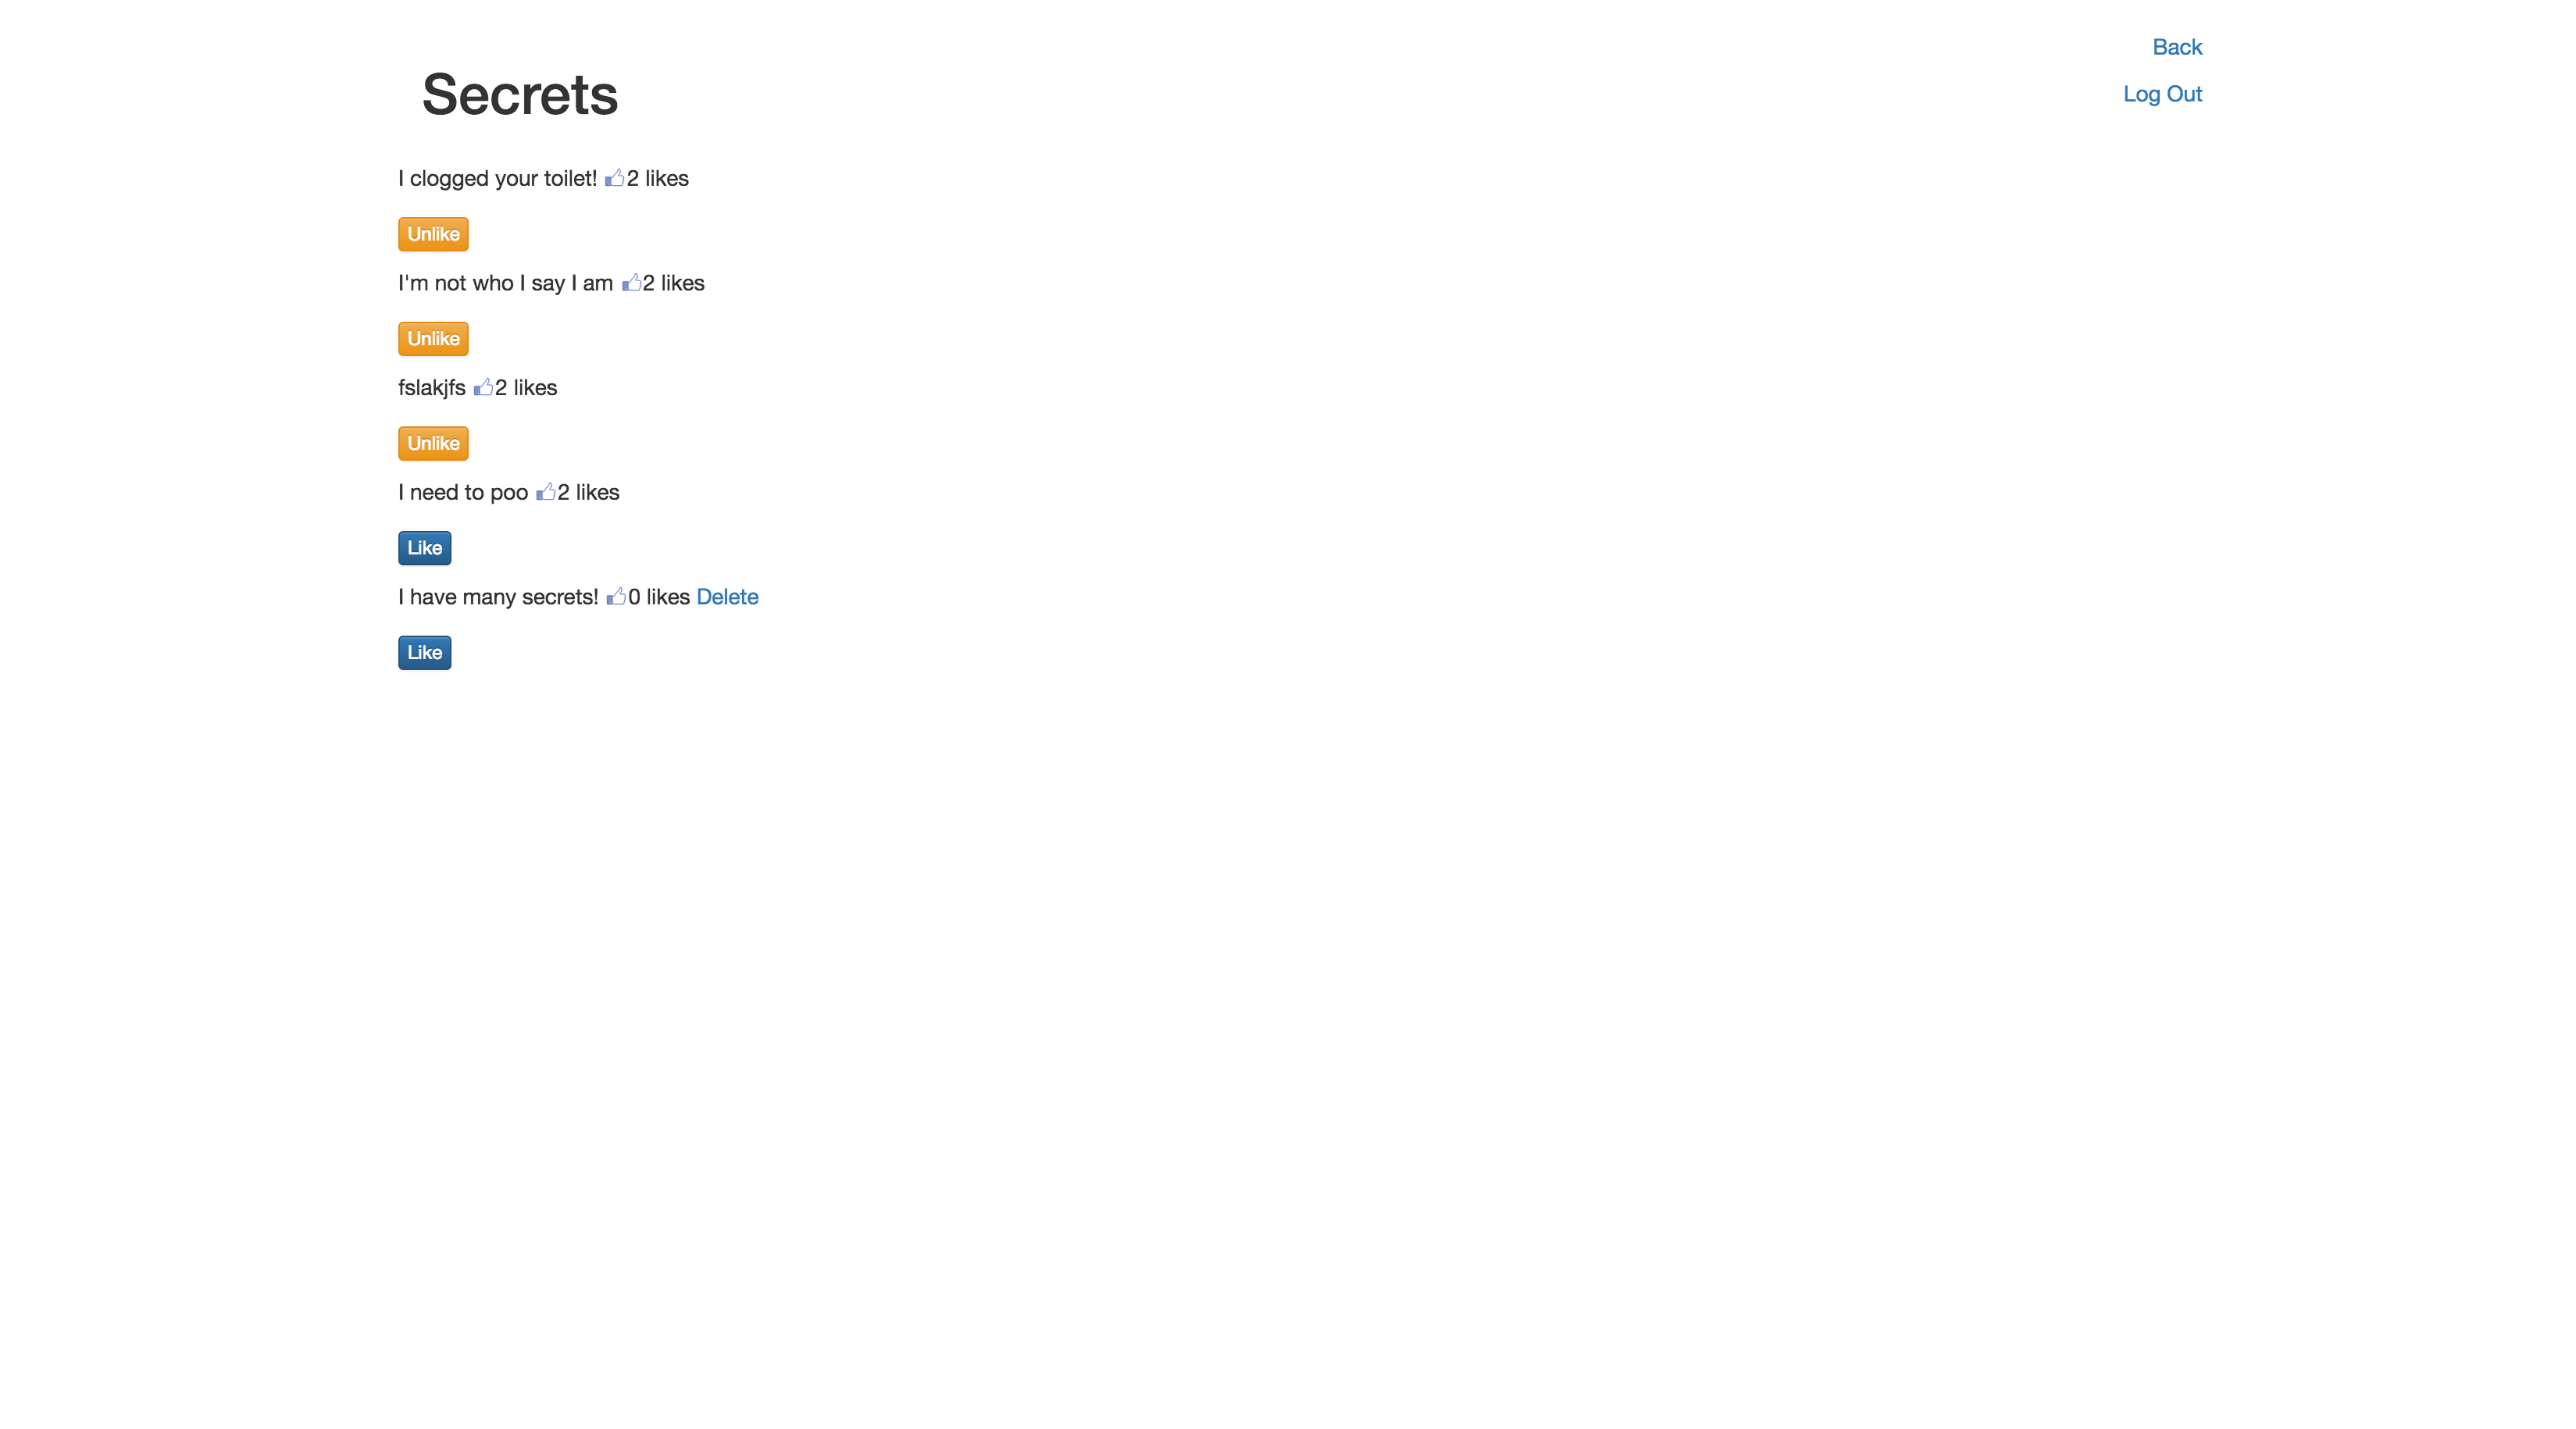 Back
Secrets
Log Out
I clogged your toilet! 2 likes
Unlike
I'm not who I say I am 2 likes
Unlike
fslakjfs 2 likes
Unlike
I need to poo 2 likes
Like
I have many secrets! 0 likes Delete
Like